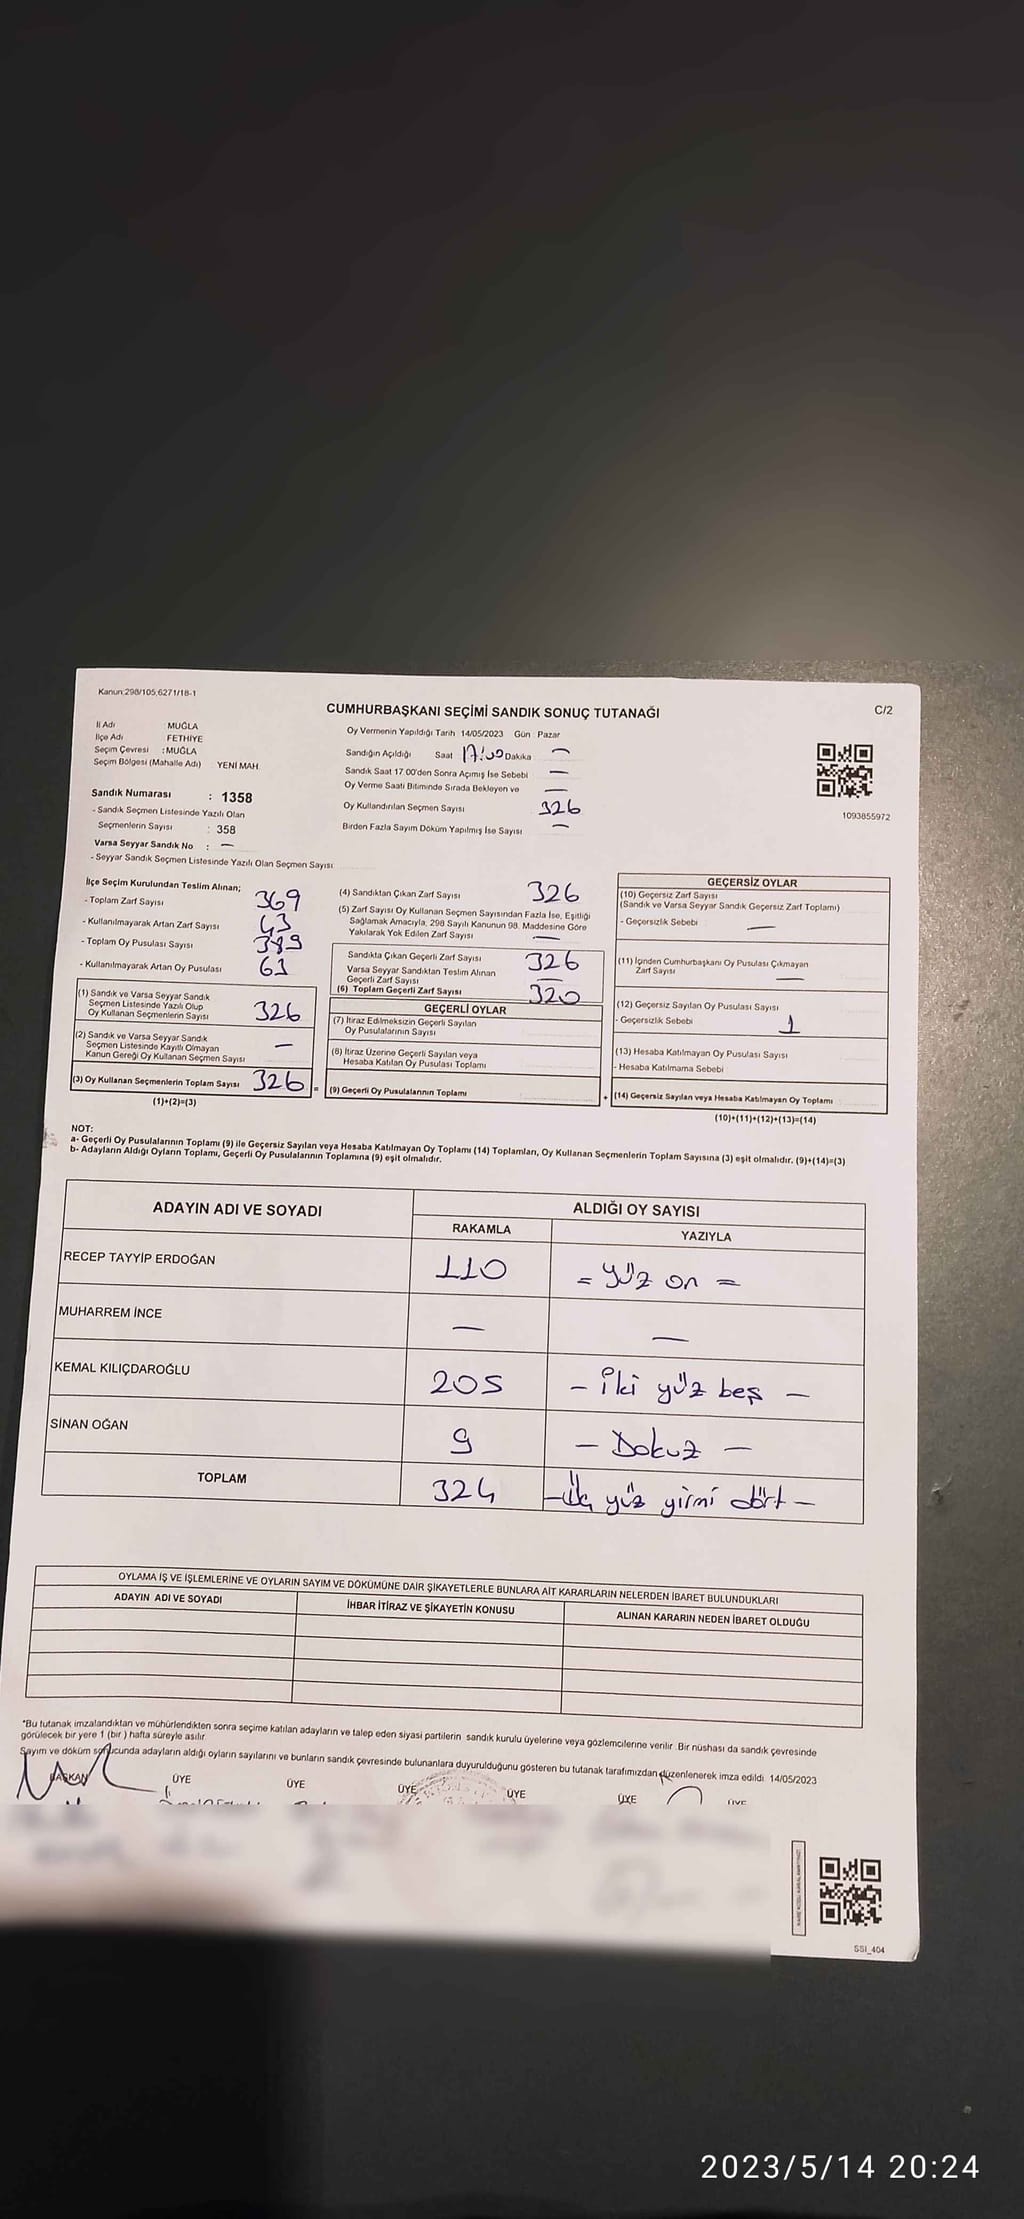 Kanun:298/105;6271/18-1
C/2
CUMHURBAŞKANI SEÇİMİ SANDIK SONUÇ TUTANAĞI
İl Adı : MUĞLA
İlçe Adı : FETHİYE
Seçim Çevresi : MUĞLA
Seçim Bölgesi (Mahalle Adı) YENİ MAH.
Sandık Numarası : 1358
- Sandık Seçmen Listesinde Yazılı Olan
Seçmenlerin Sayısı : 358
Varsa Seyyar Sandık No : —
- Seyyar Sandık Seçmen Listesinde Yazılı Olan Seçmen Sayısı:
Oy Vermenin Yapıldığı Tarih 14/05/2023 Gün : Pazar
Sandığın Açıldığı Saat 17:00 Dakika —
Sandık Saat 17 00'den Sonra Açımış İse Sebebi —
Oy Verme Saati Bitiminde Sırada Bekleyen ve —
Oy Kullandırılan Seçmen Sayısı 326
Birden Fazla Sayım Döküm Yapılmış İse Sayısı —
1093855972
İlçe Seçim Kurulundan Teslim Alınan;
- Toplam Zarf Sayısı 369
- Kullanılmayarak Artan Zarf Sayısı 43
- Toplam Oy Pusulası Sayısı
- Kullanılmayarak Artan Oy Pusulası 63
(1) Sandık ve Varsa Seyyar Sandık
Seçmen Listesinde Yazılı Olup
Oy Kullanan Seçmenlerin Sayısı 326
(2) Sandık ve Varsa Seyyar Sandık
Seçmen Listesinde Kayıtlı Olmayan
Kanun Gereği Oy Kullanan Seçmen Sayısı —
(3) Oy Kullanan Seçmenlerin Toplam Sayısı 326 =
(1)+(2)=(3)
(4) Sandıktan Çıkan Zarf Sayısı 326
(5) Zarf Sayısı Oy Kullanan Seçmen Sayısından Fazla İse, Eşitliği
Sağlamak Amacıyla, 298 Sayılı Kanunun 98. Maddesine Göre
Yakılarak Yok Edilen Zarf Sayısı —
Sandıkta Çıkan Geçerli Zarf Sayısı 326
Varsa Seyyar Sandıktan Teslim Alınan
Geçerli Zarf Sayısı —
(6) Toplam Geçerli Zarf Sayısı 320
GEÇERLİ OYLAR
(7) İtiraz Edilmeksizin Geçerli Sayılan
Oy Pusulalarının Sayısı
(8) İtiraz Üzerine Geçerli Sayılan veya
Hesaba Katılan Oy Pusulası Toplamı
(9) Geçerli Oy Pusulalarının Toplamı +
GEÇERSİZ OYLAR
(10) Geçersiz Zarf Sayısı
(Sandık ve Varsa Seyyar Sandık Geçersiz Zarf Toplamı)
- Geçersizlik Sebebi —
(11) İçinden Cumhurbaşkanı Oy Pusulası Çıkmayan
Zarf Sayısı —
(12) Geçersiz Sayılan Oy Pusulası Sayısı
- Geçersizlik Sebebi 1
(13) Hesaba Katılmayan Oy Pusulası Sayısı
- Hesaba Katılmama Sebebi
(14) Geçersiz Sayılan veya Hesaba Katılmayan Oy Toplamı
(10)+(11)+(12)+(13)=(14)
NOT:
a- Geçerli Oy Pusulalarının Toplamı (9) ile Geçersiz Sayılan veya Hesaba Katılmayan Oy Toplamı (14) Toplamları, Oy Kullanan Seçmenlerin Toplam Sayısına (3) eşit olmalıdır. (9)+(14)=(3)
b- Adayların Aldığı Oyların Toplamı, Geçerli Oy Pusulalarının Toplamına (9) eşit olmalıdır.
ADAYIN ADI VE SOYADI
ALDIĞI OY SAYISI
RAKAMLA YAZIYLA
RECEP TAYYİP ERDOĞAN 110 = yüz on =
MUHARREM İNCE — —
KEMAL KILIÇDAROĞLU 205 – iki yüz beş –
SİNAN OĞAN 9 – Dokuz –
TOPLAM 324 – üç yüz yirmi dört –
OYLAMA İŞ VE İŞLEMLERİNE VE OYLARIN SAYIM VE DÖKÜMÜNE DAİR ŞİKAYETLERLE BUNLARA AİT KARARLARIN NELERDEN İBARET BULUNDUKLARI
ADAYIN ADI VE SOYADI İHBAR İTİRAZ VE ŞİKAYETİN KONUSU ALINAN KARARIN NEDEN İBARET OLDUĞU
*Bu tutanak imzalandıktan ve mühürlendikten sonra seçime katılan adayların ve talep eden siyasi partilerin sandık kurulu üyelerine veya gözlemcilerine verilir. Bir nüshası da sandık çevresinde
görülecek bir yere 1 (bir) hafta süreyle asılır.
Sayım ve döküm sonucunda adayların aldığı oyların sayılarını ve bunların sandık çevresinde bulunanlara duyurulduğunu gösteren bu tutanak tarafımızdan düzenlenerek imza edildi. 14/05/2023
BAŞKAN ÜYE ÜYE ÜYE ÜYE ÜYE ÜYE
SSI_404
2023/5/14 20:24